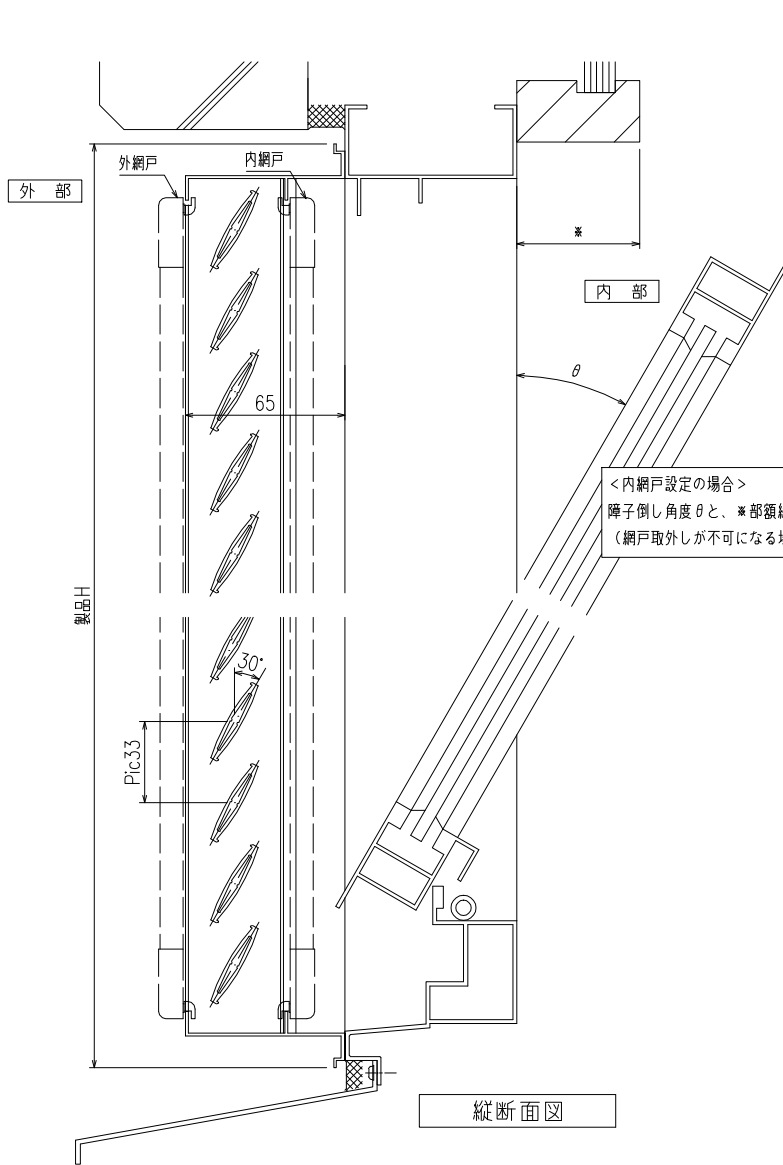 外網戸
内網戸
外 部
※
内 部
θ
65
<内網戸設定の場合>
障子倒し角度θと、※部額
(網戸取外しが不可になる
製品H
30°
Pic33
縦断面図